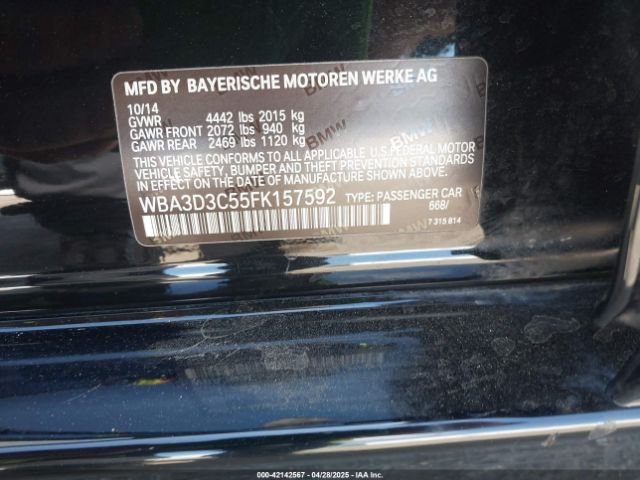 MFD BY BAYERISCHE MOTOREN WERKE AG
10/14
GVWR 4442 lbs 2015 kg
GAWR FRONT 2072 lbs 940 kg
GAWR REAR 2469 lbs 1120 kg
THIS VEHICLE CONFORMS TO ALL APPLICABLE U.S. FEDERAL MOTOR
VEHICLE SAFETY, BUMPER, AND THEFT PREVENTION STANDARDS
IN EFFECT ON THE DATE OF MANUFACTURE SHOWN ABOVE.
WBA3D3C55FK157592 TYPE: PASSENGER CAR
668/
7 315 814
000-42142567 - 04/28/2025 - IAA Inc.